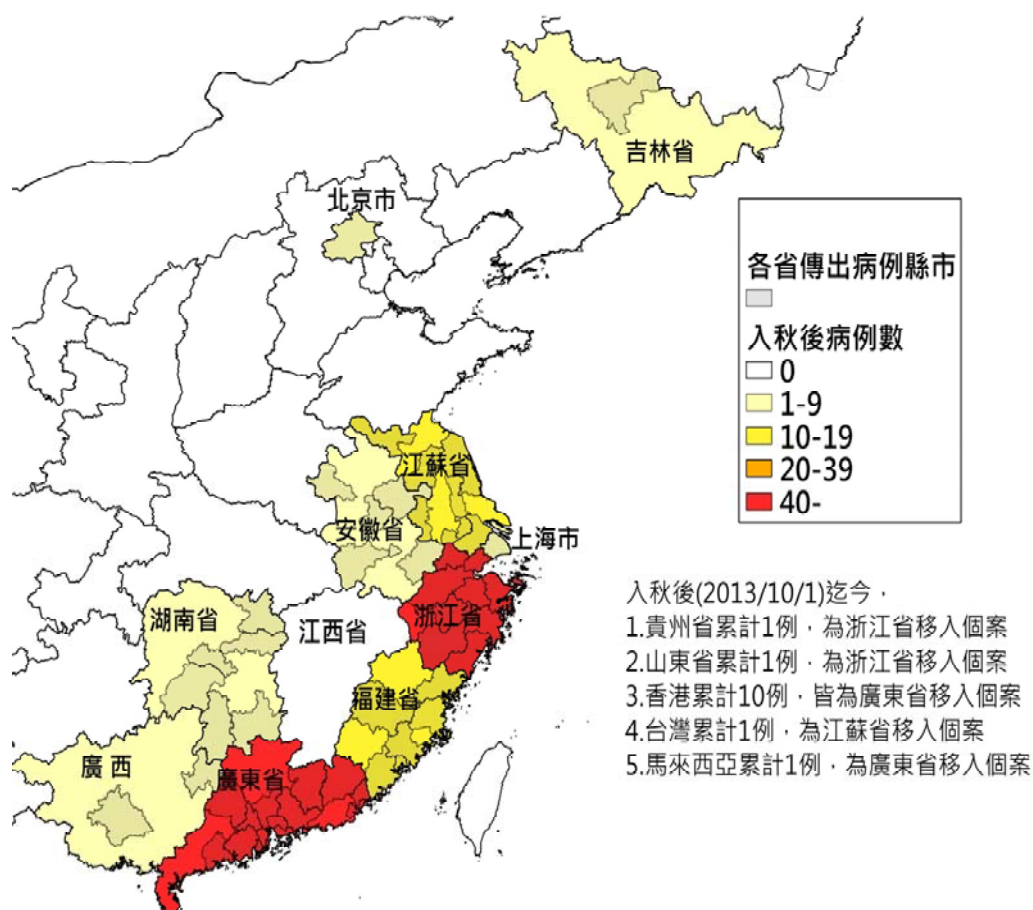 吉林省
北京市
各省傳出病例縣市
入秋後病例數
0
1-9
10-19
20-39
40-
江蘇省
安徽省
上海市
湖南省
江西省
浙江省
福建省
廣西
廣東省
入秋後(2013/10/1)迄今，
1.貴州省累計1例，為浙江省移入個案
2.山東省累計1例，為浙江省移入個案
3.香港累計10例，皆為廣東省移入個案
4.台灣累計1例，為江蘇省移入個案
5.馬來西亞累計1例，為廣東省移入個案